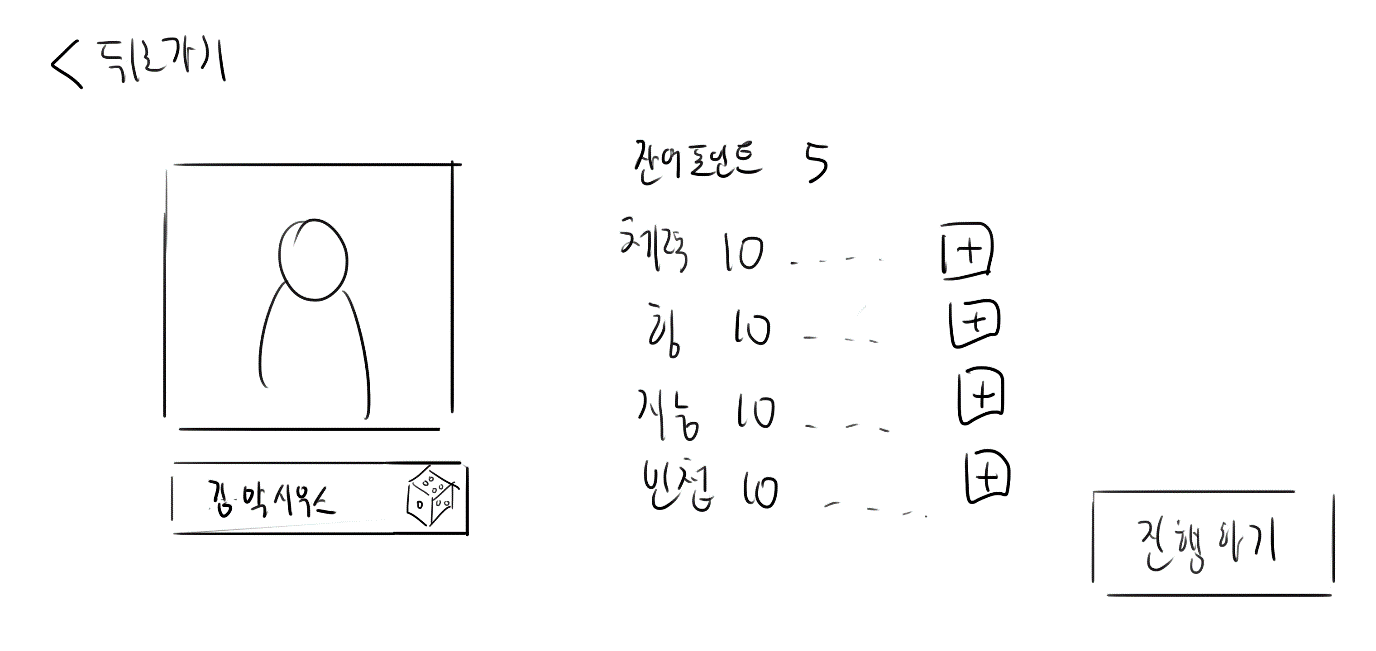 < 뒤로가기
잔여 포인트 5
체력 10 .... +
힘 10 ... +
지능 10 ... +
민첩 10 .... +
김막시우스
진행하기